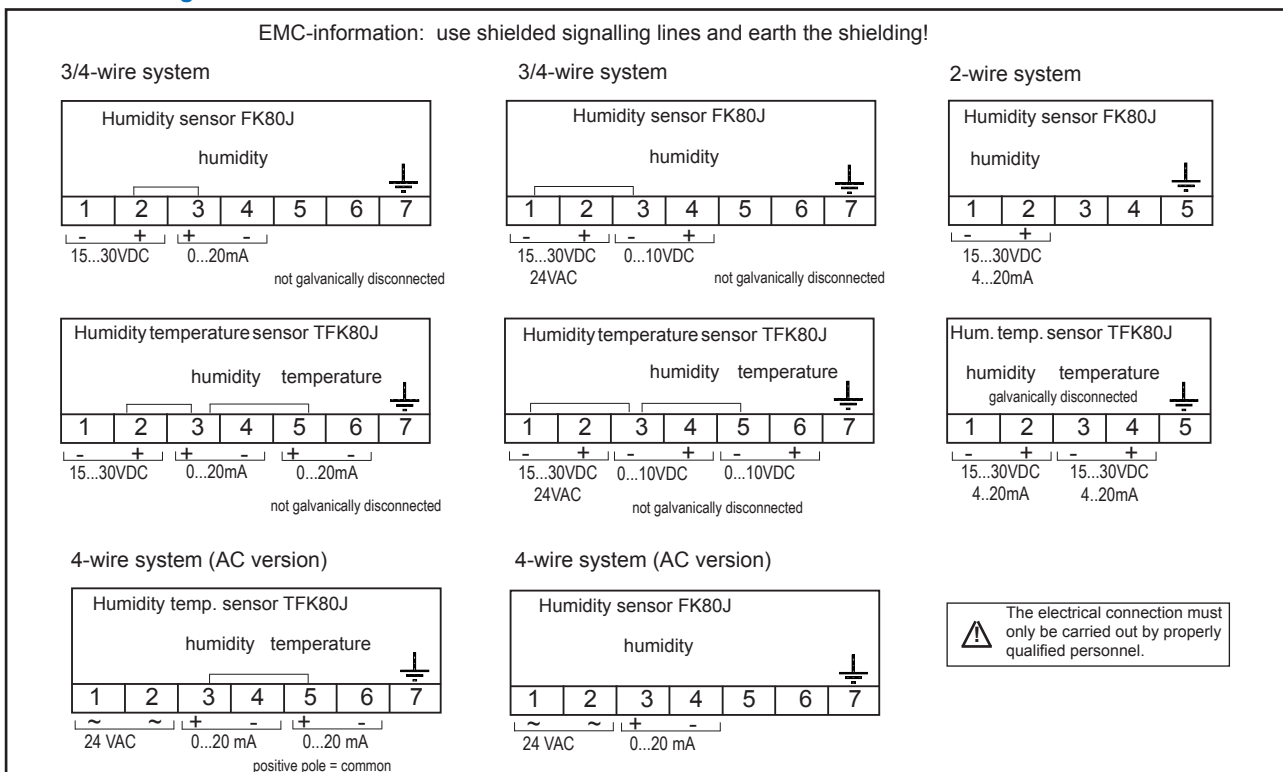 EMC-information: use shielded signalling lines and earth the shielding!
3/4-wire system
Humidity sensor FK80J
humidity
1 2 3 4 5 6 7
- + + -
15...30VDC 0...20mA
not galvanically disconnected
Humidity temperature sensor TFK80J
humidity temperature
1 2 3 4 5 6 7
- + + - + -
15...30VDC 0...20mA 0...20mA
not galvanically disconnected
4-wire system (AC version)
Humidity temp. sensor TFK80J
humidity temperature
1 2 3 4 5 6 7
~ ~ + - + -
24 VAC 0...20 mA 0...20 mA
positive pole = common
3/4-wire system
Humidity sensor FK80J
humidity
1 2 3 4 5 6 7
- + - +
15...30VDC 0...10VDC
24VAC
not galvanically disconnected
Humidity temperature sensor TFK80J
humidity temperature
1 2 3 4 5 6 7
- + - + - +
15...30VDC 0...10VDC 0...10VDC
24VAC
not galvanically disconnected
4-wire system (AC version)
Humidity sensor FK80J
humidity
1 2 3 4 5 6 7
~ ~ + -
24 VAC 0...20 mA
2-wire system
Humidity sensor FK80J
humidity
1 2 3 4 5
- +
15...30VDC
4...20mA
Hum. temp. sensor TFK80J
humidity temperature
galvanically disconnected
1 2 3 4 5
- + - +
15...30VDC 15...30VDC
4..20mA 4..20mA
The electrical connection must
only be carried out by properly
qualified personnel.